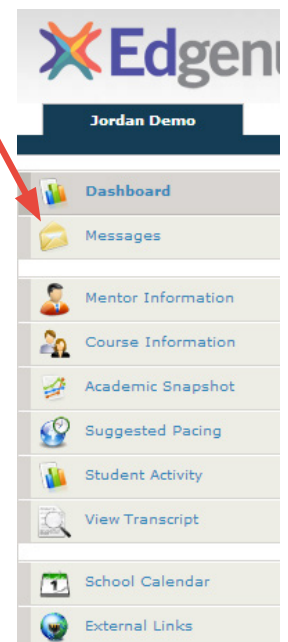 Edgenu
Jordan Demo
Dashboard
Messages
Mentor Information
Course Information
Academic Snapshot
Suggested Pacing
Student Activity
View Transcript
1
School Calendar
External Links